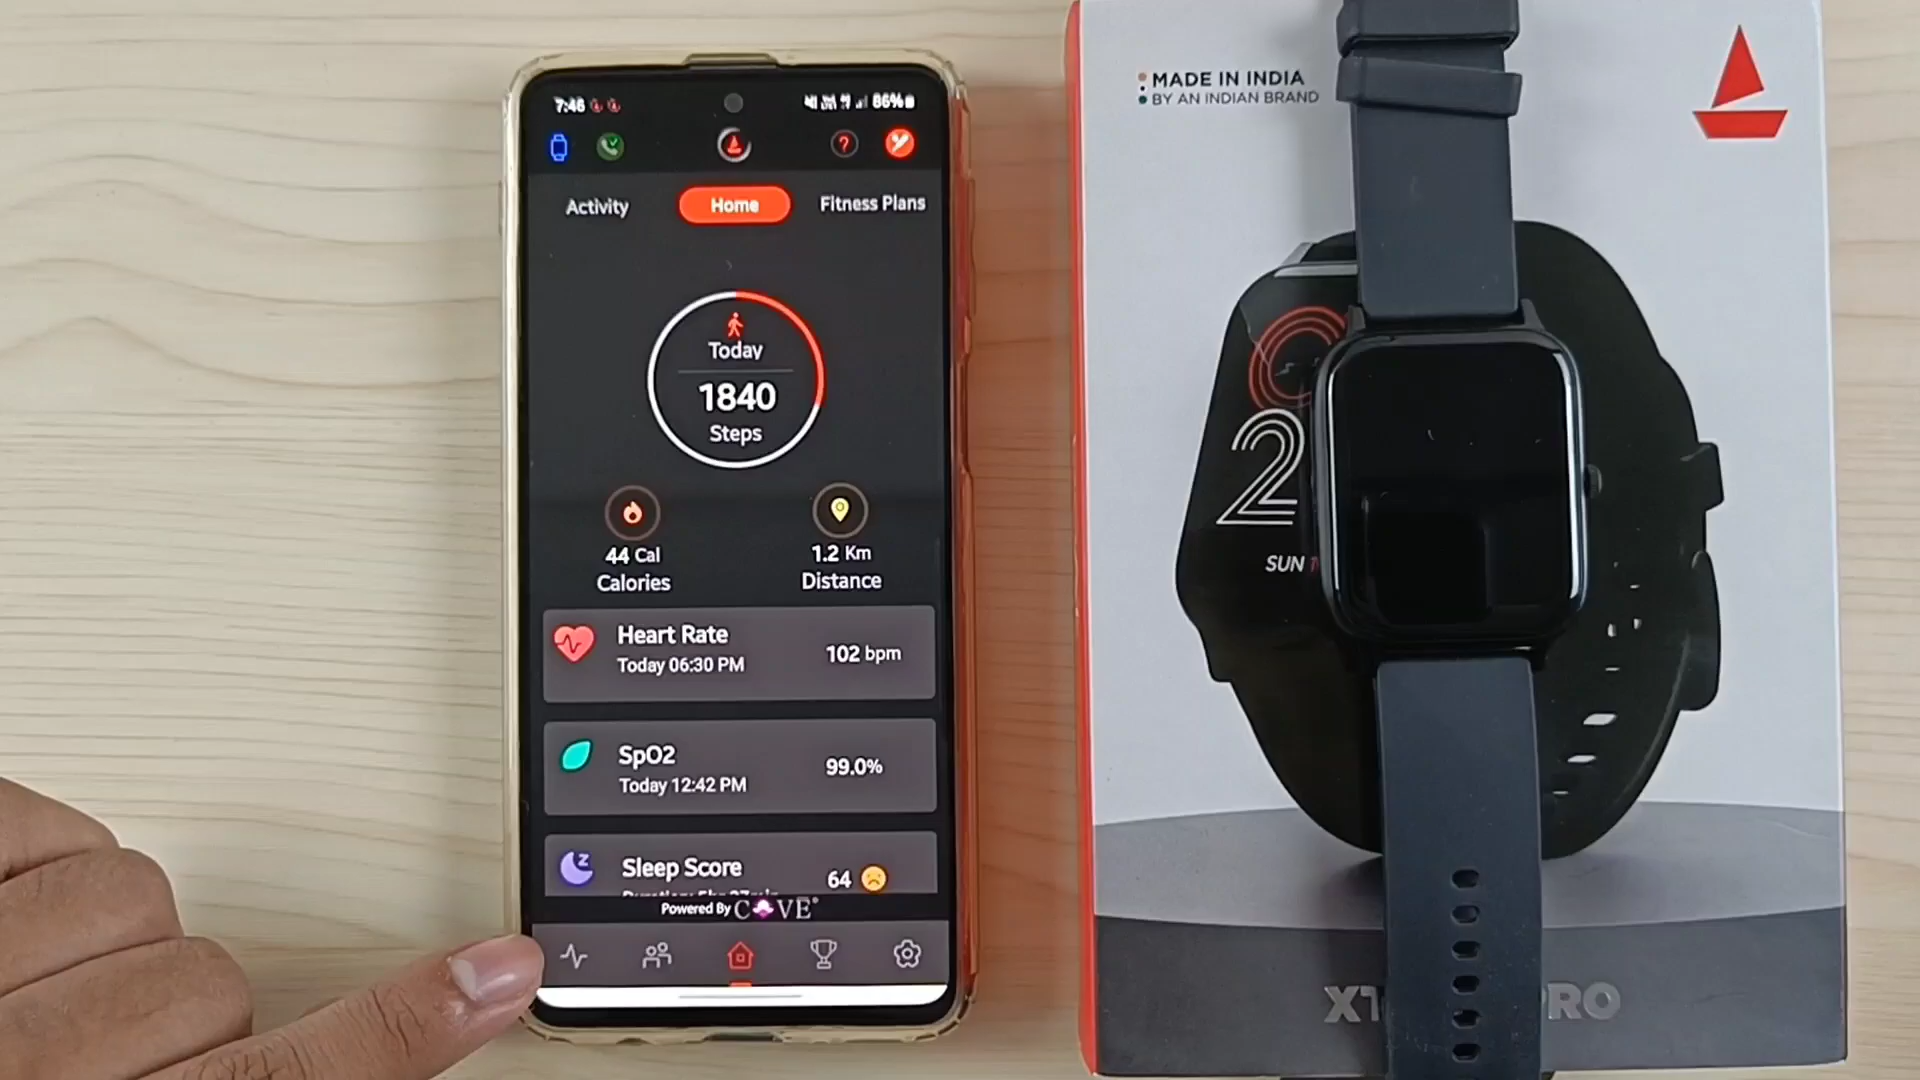 7:46
86%
Activity
Home
Fitness Plans
Today
1840
Steps
44 Cal
Calories
1.2 Km
Distance
Heart Rate
Today 06:30 PM
102 bpm
SpO2
Today 12:42 PM
99.0%
Sleep Score
64
Powered By COVE
MADE IN INDIA
BY AN INDIAN BRAND
2
SUN